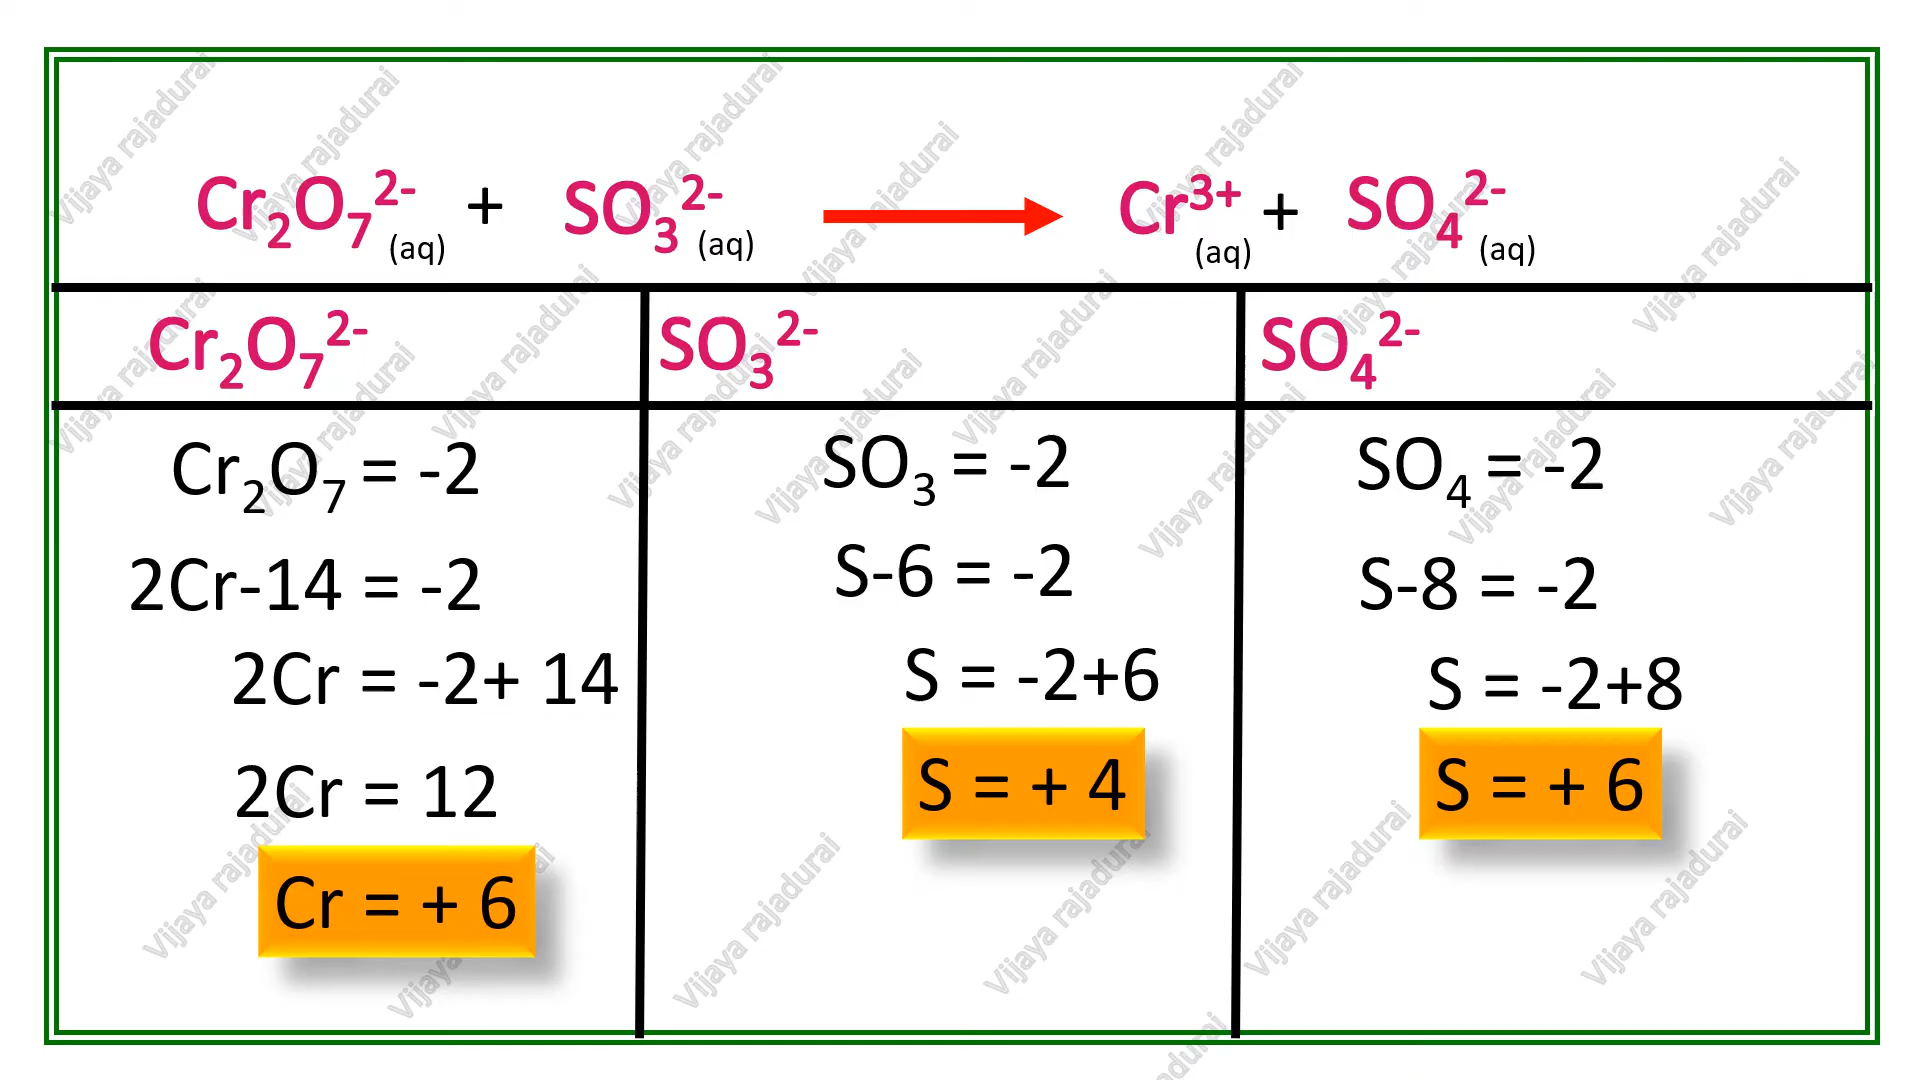 Cr₂O₇²⁻(aq) + SO₃²⁻(aq) → Cr³⁺(aq) + SO₄²⁻(aq)
Cr₂O₇²⁻
SO₃²⁻
SO₄²⁻
Cr₂O₇ = -2
2Cr-14 = -2
2Cr = -2+ 14
2Cr = 12
Cr = + 6
SO₃ = -2
S-6 = -2
S = -2+6
S = + 4
SO₄ = -2
S-8 = -2
S = -2+8
S = + 6
Vijaya rajadurai